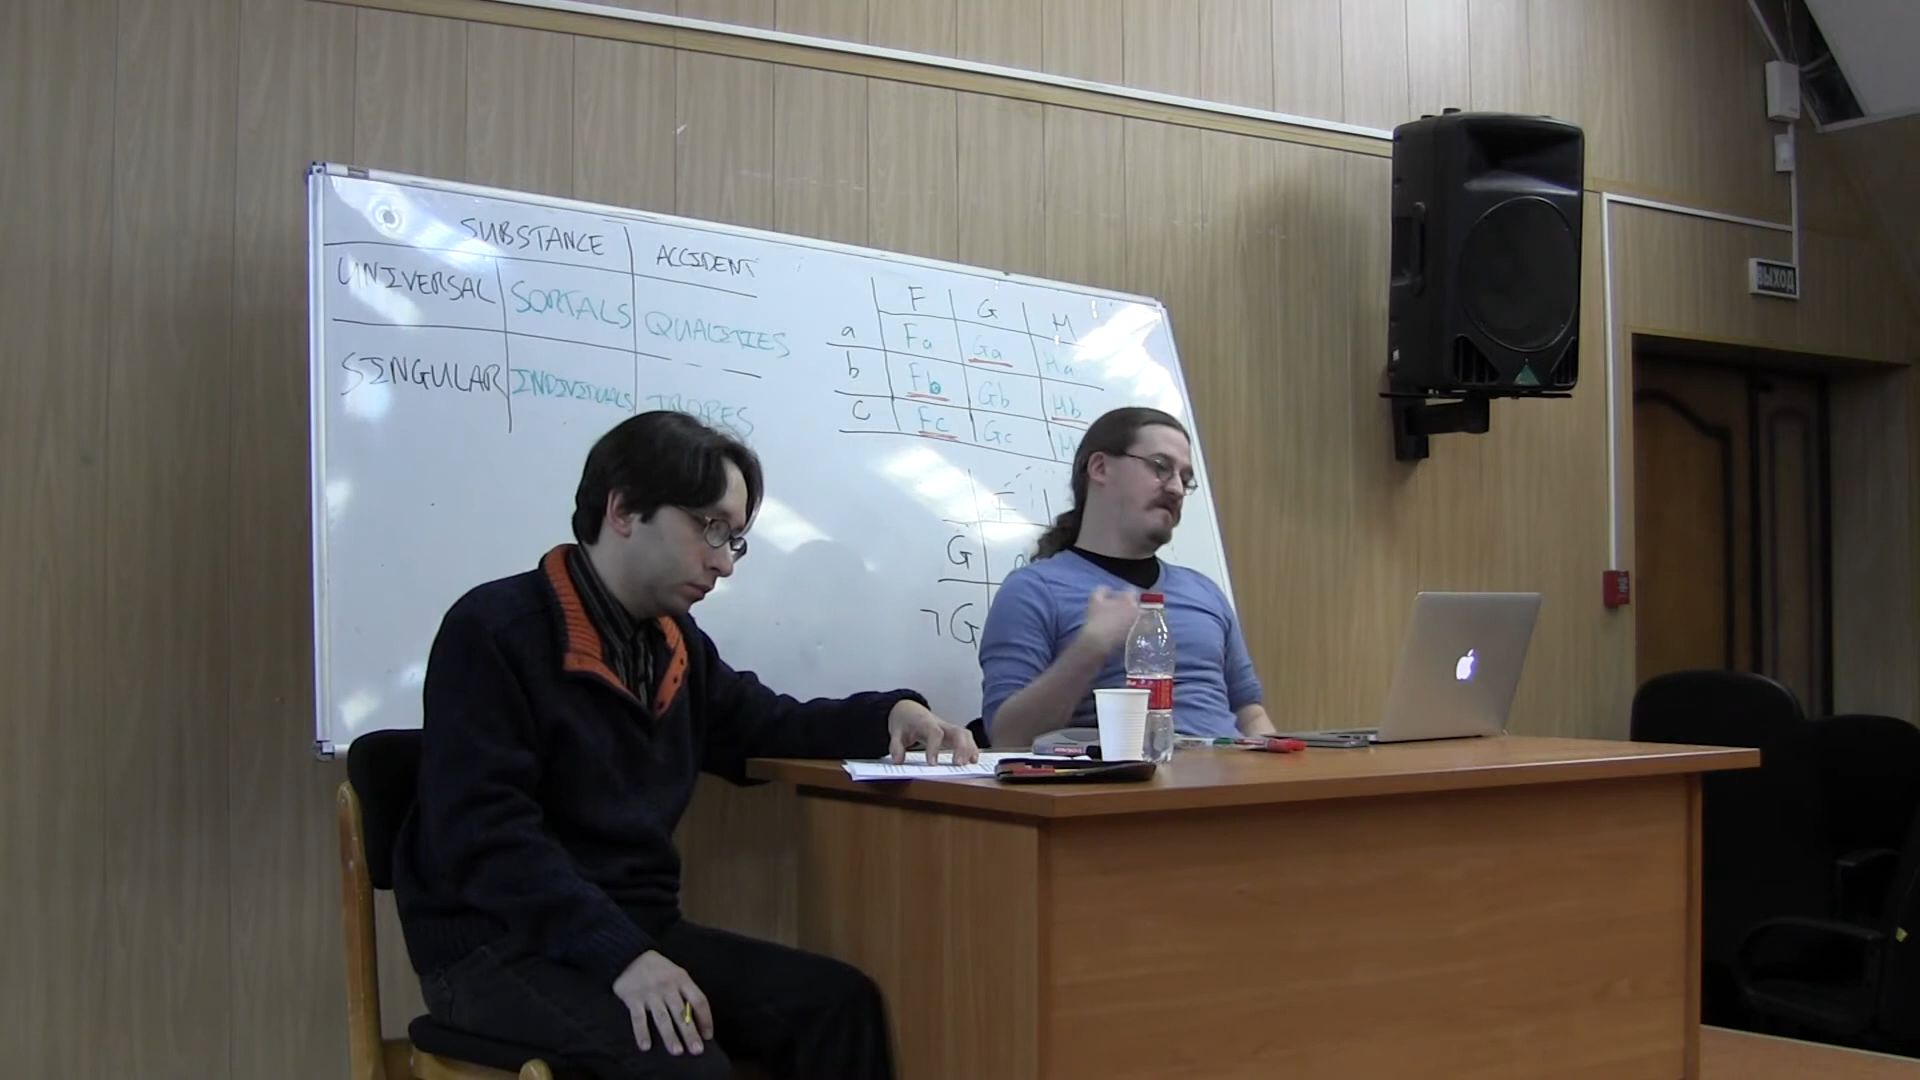 SUBSTANCE ACCIDENT
UNIVERSAL SORTALS QUALITIES
SINGULAR INDIVIDUALS TROPES
F G H
a Fa Ga Ha
b Fb Gb Hb
c Fc Gc H
F
G a
¬G
ВЫХОД